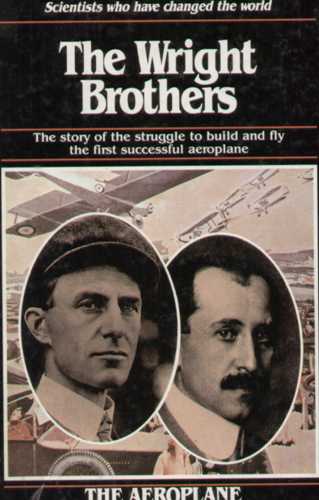 Scientists who have changed the world
The Wright
Brothers
The story of the struggle to build and fly
the first successful aeroplane
THE AEROPLANE